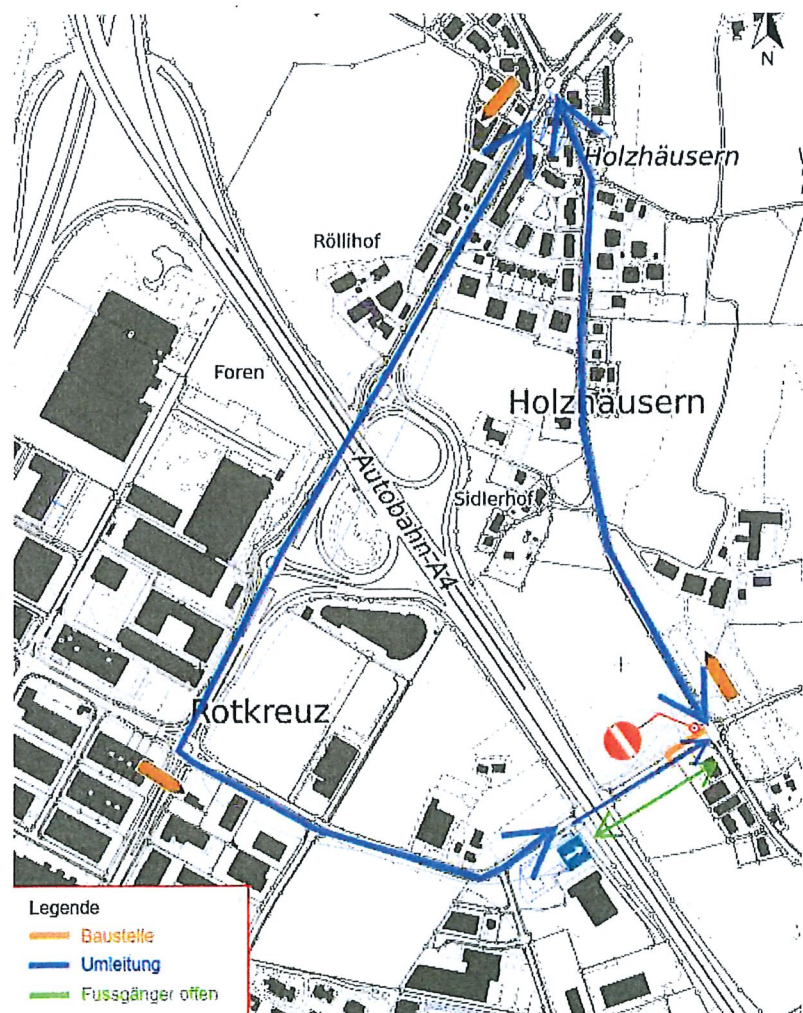 N
Holzhäusern
Röllihof
Foren
Holzhäusern
Autobahn-A4
Sidlerhof
Rotkreuz
Legende
Baustelle
Umleitung
Fussgänger offen